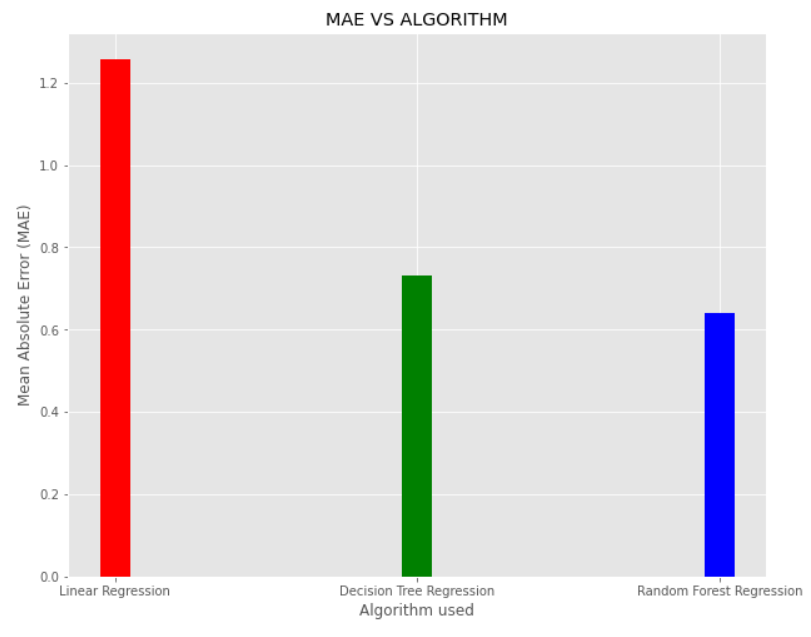 MAE VS ALGORITHM
Mean Absolute Error (MAE)
1.2
1.0
0.8
0.6
0.4
0.2
0.0
Linear Regression Decision Tree Regression Random Forest Regression
Algorithm used